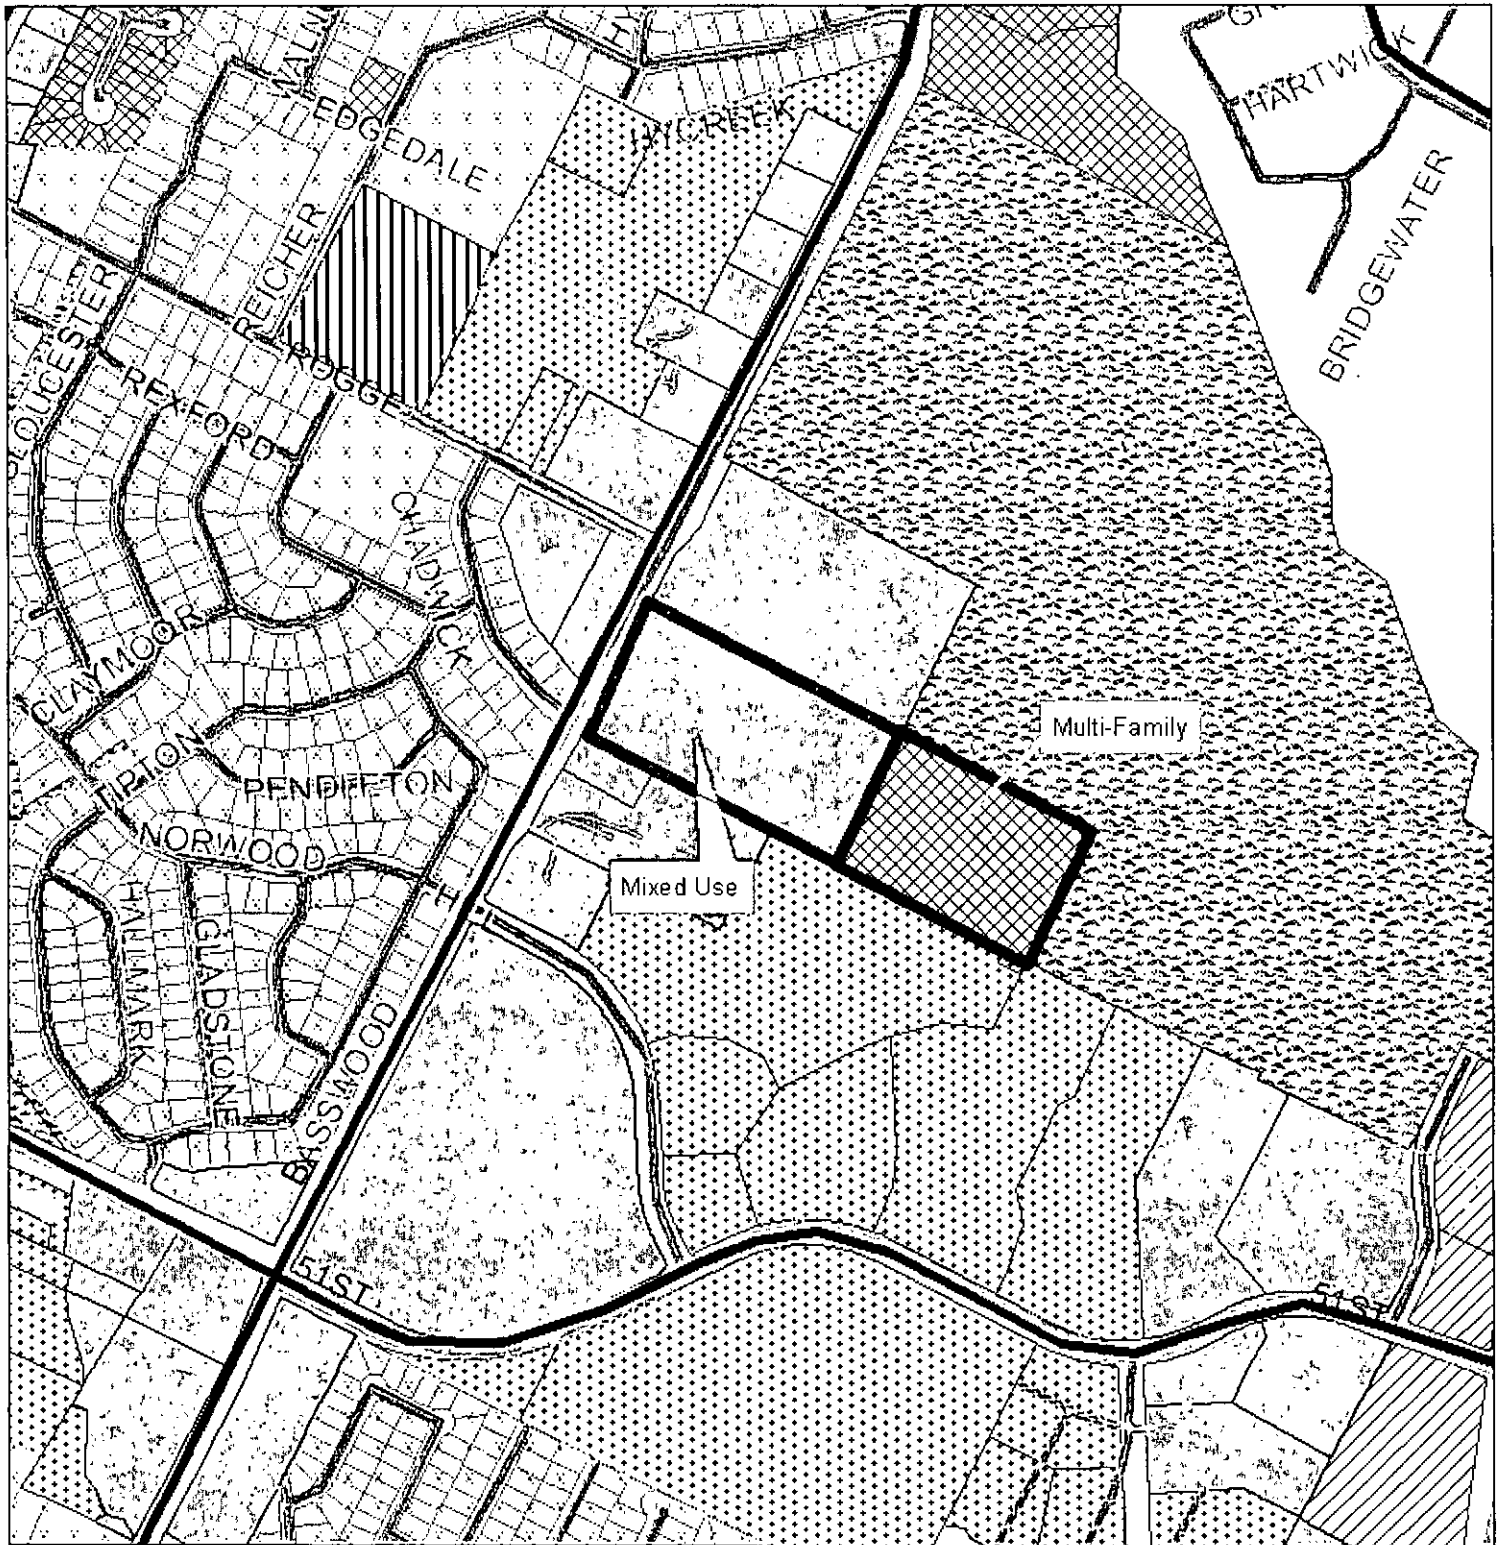 HARTWICK
EDGEDALE
BRIDGEWATER
REICHER
GLOUCESTER
ROGGE
REXFORD
CHADWICK
CLAYMOOR
Multi-Family
TIPTON
PENDLETON
NORWOOD
Mixed Use
HALLMARK
GLADSTONE
BASSWOOD
51ST
51ST